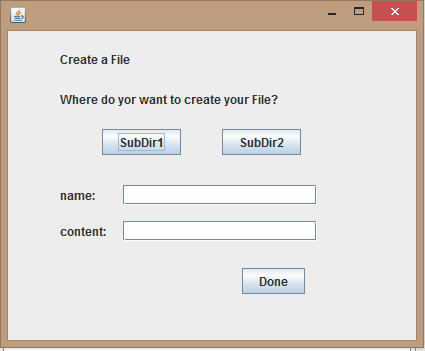 Create a File
Where do yor want to create your File?
SubDir1 SubDir2
name:
content:
Done